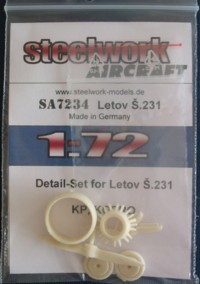 steelwork
AIRCRAFT
www.steelwork-models.de
SA7234 Letov Š.231
Made in Germany
1:72
Detail-Set for Letov Š.231